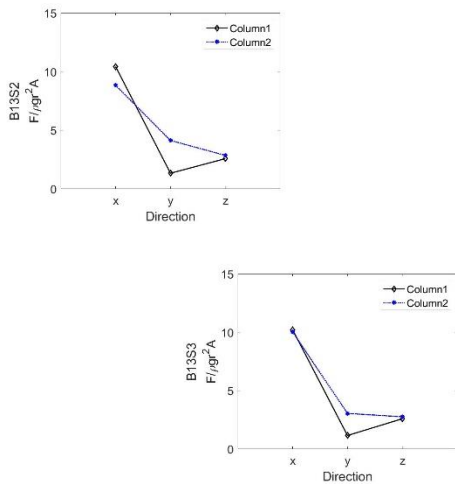 15
10
5
0
B13S2
F/ρgr²A
Column1
Column2
x y z
Direction
15
10
5
0
B13S3
F/ρgr²A
Column1
Column2
x y z
Direction